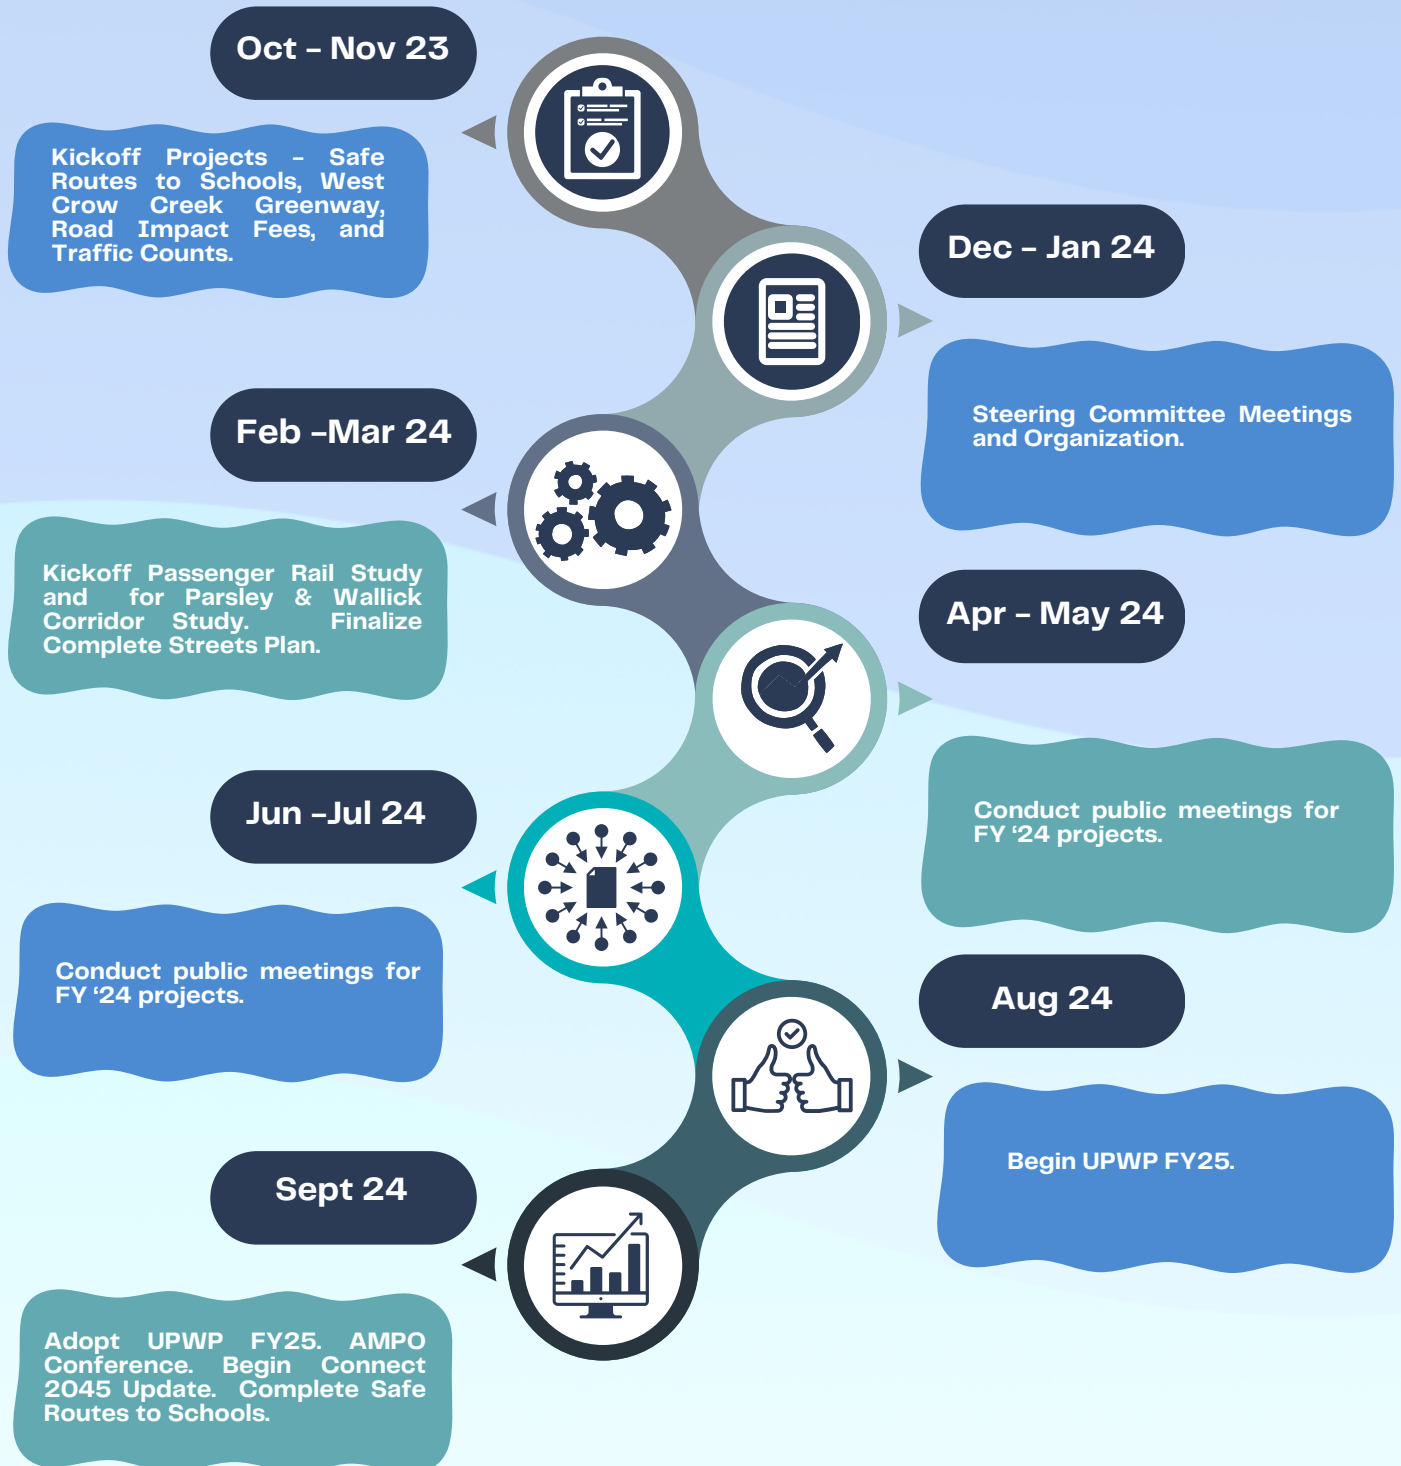 Oct - Nov 23
Kickoff Projects - Safe
Routes to Schools, West
Crow Creek Greenway,
Road Impact Fees, and
Traffic Counts.
Dec - Jan 24
Steering Committee Meetings
and Organization.
Feb -Mar 24
Kickoff Passenger Rail Study
and for Parsley & Wallick
Corridor Study. Finalize
Complete Streets Plan.
Apr - May 24
Conduct public meetings for
FY ‘24 projects.
Jun -Jul 24
Conduct public meetings for
FY ‘24 projects.
Aug 24
Begin UPWP FY25.
Sept 24
Adopt UPWP FY25. AMPO
Conference. Begin Connect
2045 Update. Complete Safe
Routes to Schools.